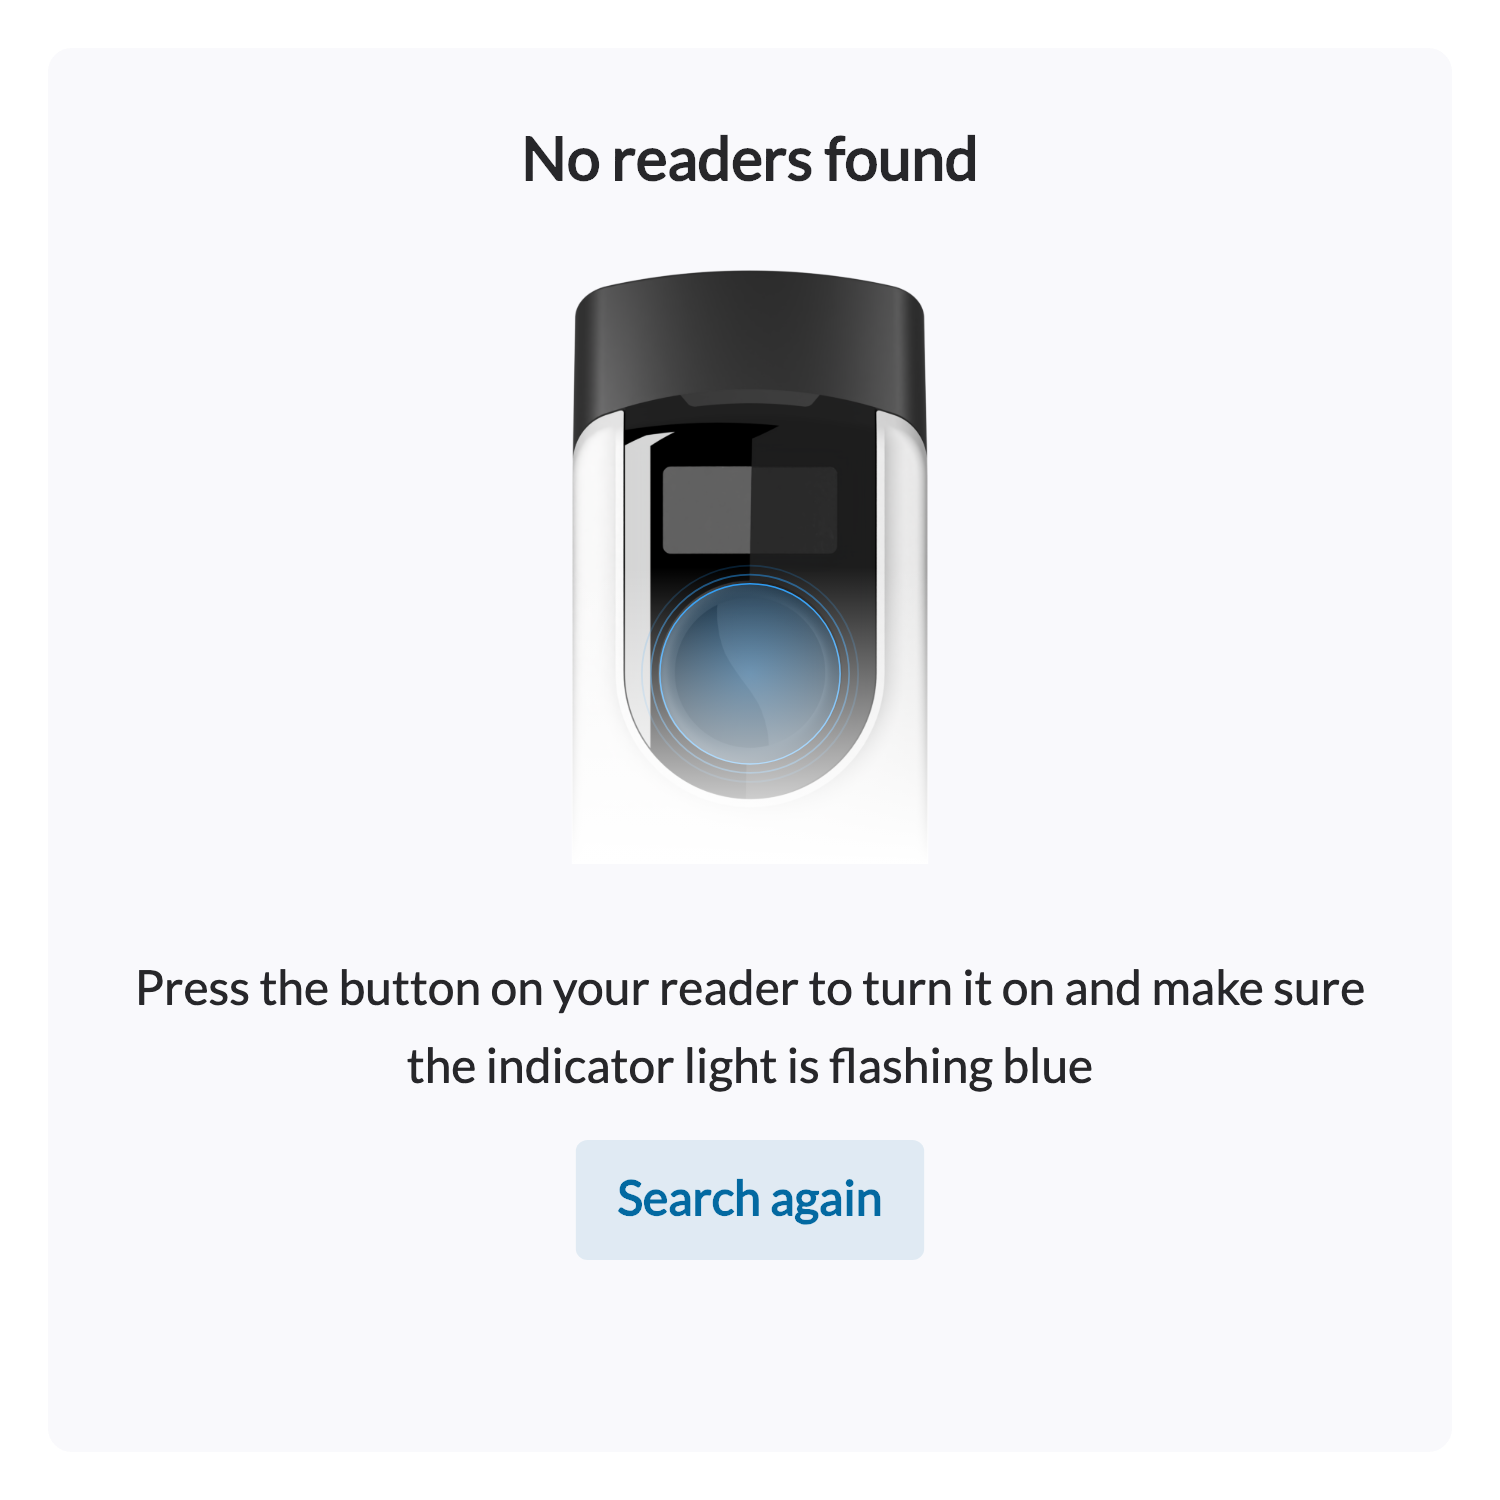 No readers found
Press the button on your reader to turn it on and make sure
the indicator light is flashing blue
Search again